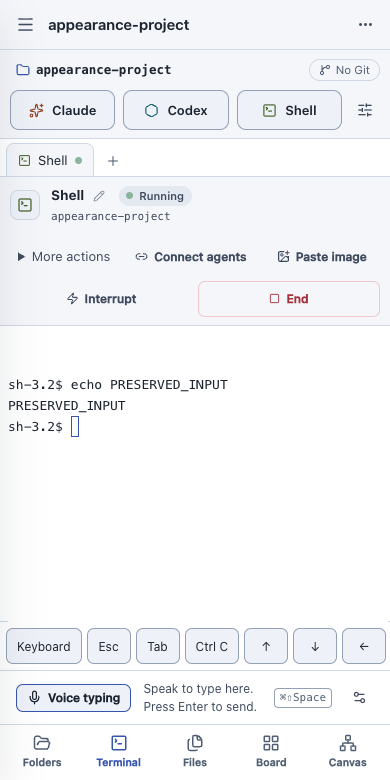 appearance-project
appearance-project
No Git
Claude
Codex
Shell
Shell
Shell
Running
appearance-project
More actions
Connect agents
Paste image
Interrupt
End
sh-3.2$ echo PRESERVED_INPUT
PRESERVED_INPUT
sh-3.2$
Keyboard
Esc
Tab
Ctrl C
↑
↓
←
Voice typing
Speak to type here.
Press Enter to send.
⌘⇧Space
Folders
Terminal
Files
Board
Canvas